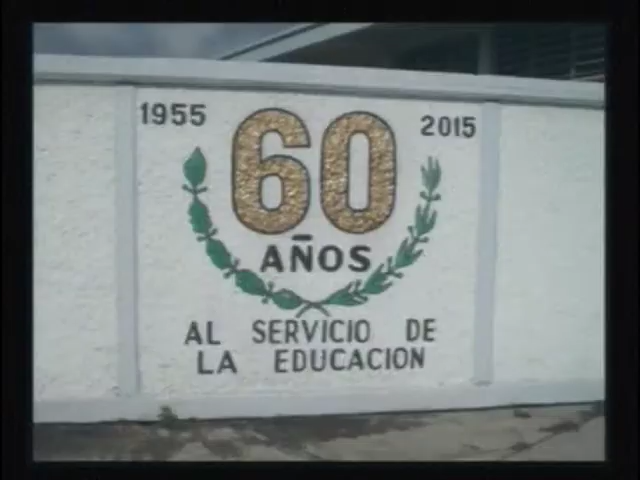 1955 2015
60
AÑOS
AL SERVICIO DE
LA EDUCACION